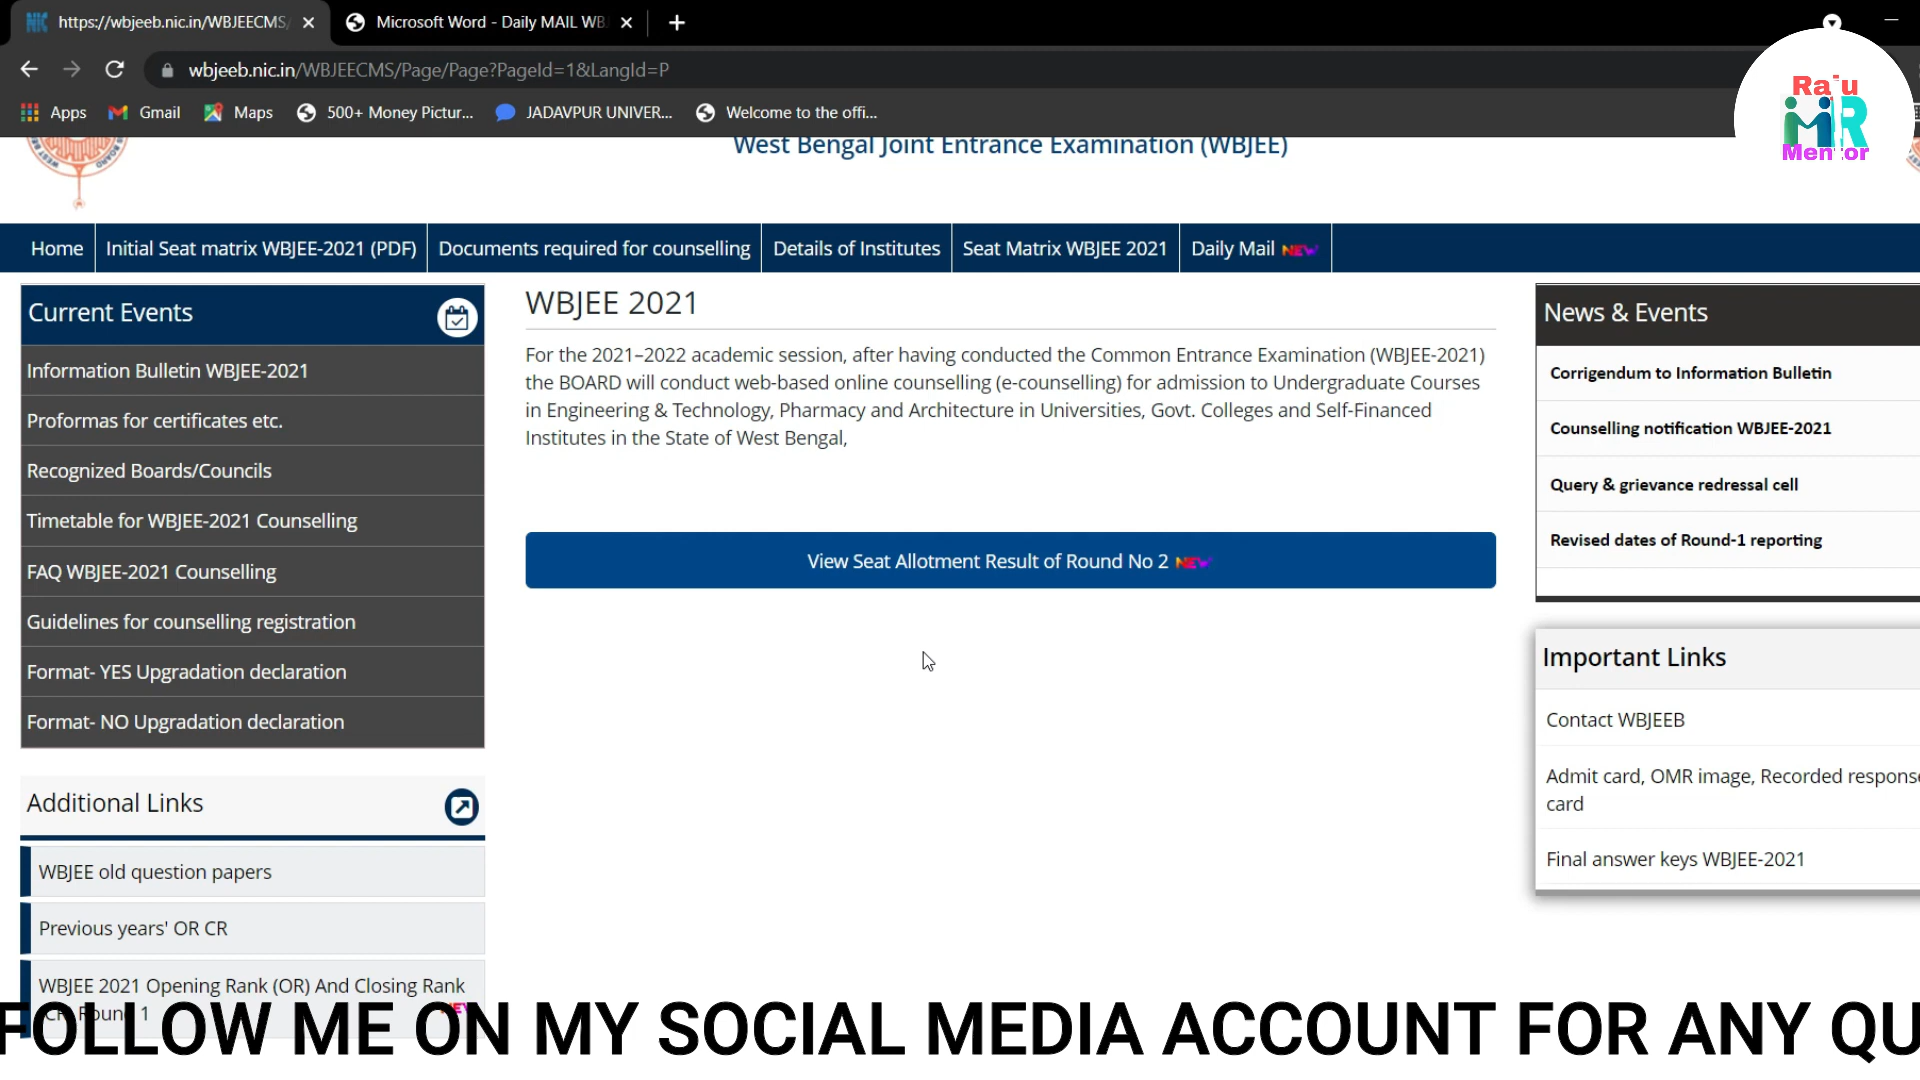 https://wbjeeb.nic.in/WBJEECMS/
Microsoft Word - Daily MAIL WB
wbjeeb.nic.in/WBJEECMS/Page/Page?PageId=1&LangId=P
Apps
Gmail
Maps
500+ Money Pictur...
JADAVPUR UNIVER...
Welcome to the offi...
Raju
MR
Mentor
West Bengal Joint Entrance Examination (WBJEE)
Home
Initial Seat matrix WBJEE-2021 (PDF)
Documents required for counselling
Details of Institutes
Seat Matrix WBJEE 2021
Daily Mail NEW
Current Events
Information Bulletin WBJEE-2021
Proformas for certificates etc.
Recognized Boards/Councils
Timetable for WBJEE-2021 Counselling
FAQ WBJEE-2021 Counselling
Guidelines for counselling registration
Format- YES Upgradation declaration
Format- NO Upgradation declaration
Additional Links
WBJEE old question papers
Previous years' OR CR
WBJEE 2021 Opening Rank (OR) And Closing Rank
Round 1
WBJEE 2021
For the 2021–2022 academic session, after having conducted the Common Entrance Examination (WBJEE-2021)
the BOARD will conduct web-based online counselling (e-counselling) for admission to Undergraduate Courses
in Engineering & Technology, Pharmacy and Architecture in Universities, Govt. Colleges and Self-Financed
Institutes in the State of West Bengal,
View Seat Allotment Result of Round No 2 NEW
News & Events
Corrigendum to Information Bulletin
Counselling notification WBJEE-2021
Query & grievance redressal cell
Revised dates of Round-1 reporting
Important Links
Contact WBJEEB
Admit card, OMR image, Recorded response
card
Final answer keys WBJEE-2021
FOLLOW ME ON MY SOCIAL MEDIA ACCOUNT FOR ANY QU